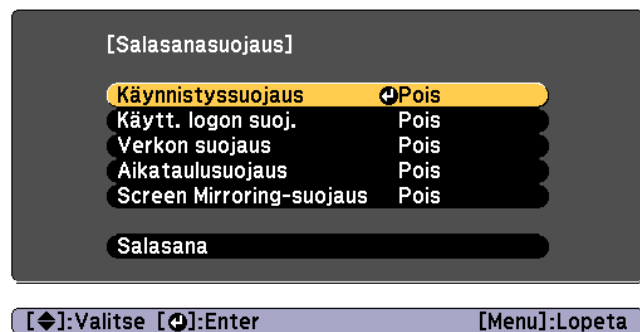 [Salasanasuojaus]
Käynnistyssuojaus Pois
Käytt. logon suoj. Pois
Verkon suojaus Pois
Aikataulusuojaus Pois
Screen Mirroring-suojaus Pois
Salasana
[◆]:Valitse [⏎]:Enter [Menu]:Lopeta